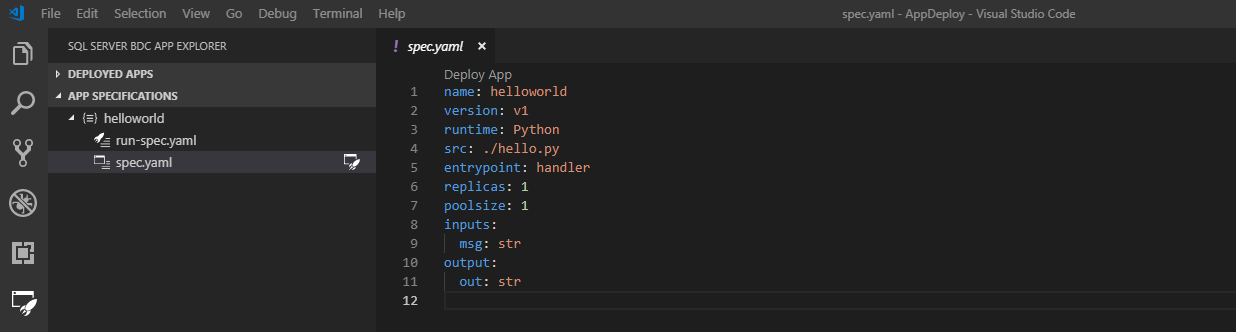 File Edit Selection View Go Debug Terminal Help spec.yaml - AppDeploy - Visual Studio Code
SQL SERVER BDC APP EXPLORER
DEPLOYED APPS
APP SPECIFICATIONS
helloworld
run-spec.yaml
spec.yaml
! spec.yaml ×
Deploy App
1 name: helloworld
2 version: v1
3 runtime: Python
4 src: ./hello.py
5 entrypoint: handler
6 replicas: 1
7 poolsize: 1
8 inputs:
9 msg: str
10 output:
11 out: str
12